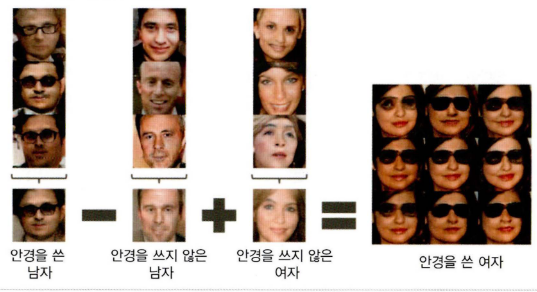 안경을 쓴
남자
안경을 쓰지 않은
남자
안경을 쓰지 않은
여자
안경을 쓴 여자